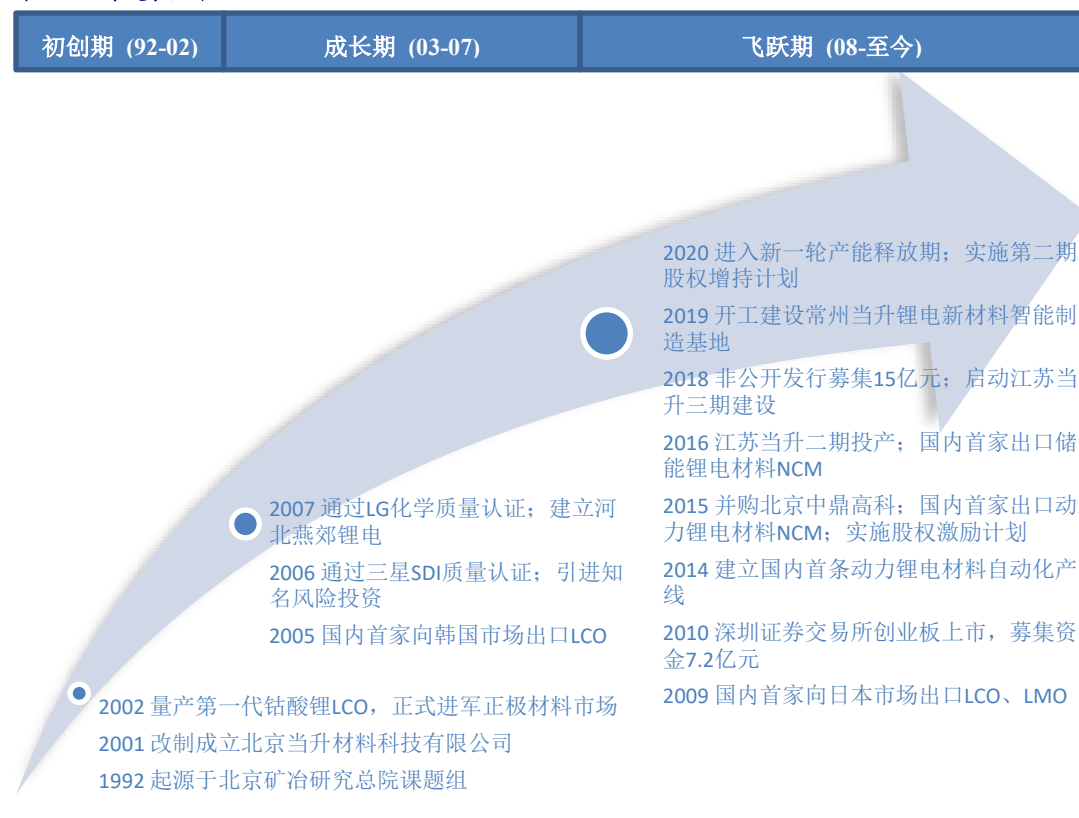 初创期 (92-02)
成长期 (03-07)
飞跃期 (08-至今)
2020 进入新一轮产能释放期；实施第二期
股权增持计划
2019 开工建设常州当升锂电新材料智能制
造基地
2018 非公开发行募集15亿元；启动江苏当
升三期建设
2016 江苏当升二期投产；国内首家出口储
能锂电材料NCM
2015 并购北京中鼎高科；国内首家出口动
力锂电材料NCM；实施股权激励计划
2014 建立国内首条动力锂电材料自动化产
线
2010 深圳证券交易所创业板上市，募集资
金7.2亿元
2009 国内首家向日本市场出口LCO、LMO
2007 通过LG化学质量认证；建立河
北燕郊锂电
2006 通过三星SDI质量认证；引进知
名风险投资
2005 国内首家向韩国市场出口LCO
2002 量产第一代钴酸锂LCO，正式进军正极材料市场
2001 改制成立北京当升材料科技有限公司
1992 起源于北京矿冶研究总院课题组